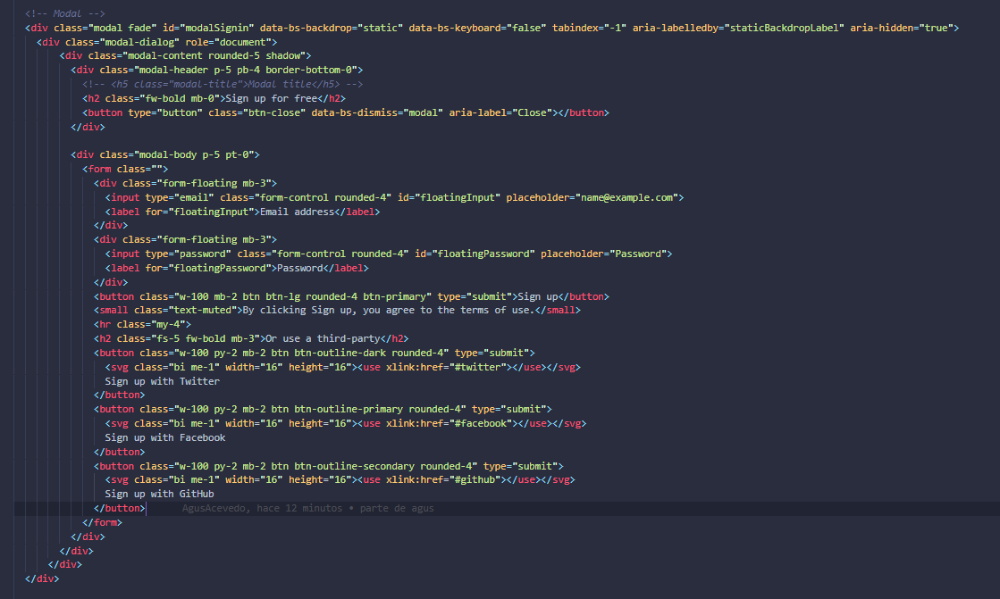 <!-- Modal -->
<div class="modal fade" id="modalSignin" data-bs-backdrop="static" data-bs-keyboard="false" tabindex="-1" aria-labelledby="staticBackdropLabel" aria-hidden="true">
<div class="modal-dialog" role="document">
<div class="modal-content rounded-5 shadow">
<div class="modal-header p-5 pb-4 border-bottom-0">
<!-- <h5 class="modal-title">Modal title</h5> -->
<h2 class="fw-bold mb-0">Sign up for free</h2>
<button type="button" class="btn-close" data-bs-dismiss="modal" aria-label="Close"></button>
</div>
<div class="modal-body p-5 pt-0">
<form class="">
<div class="form-floating mb-3">
<input type="email" class="form-control rounded-4" id="floatingInput" placeholder="name@example.com">
<label for="floatingInput">Email address</label>
</div>
<div class="form-floating mb-3">
<input type="password" class="form-control rounded-4" id="floatingPassword" placeholder="Password">
<label for="floatingPassword">Password</label>
</div>
<button class="w-100 mb-2 btn btn-lg rounded-4 btn-primary" type="submit">Sign up</button>
<small class="text-muted">By clicking Sign up, you agree to the terms of use.</small>
<hr class="my-4">
<h2 class="fs-5 fw-bold mb-3">Or use a third-party</h2>
<button class="w-100 py-2 mb-2 btn btn-outline-dark rounded-4" type="submit">
<svg class="bi me-1" width="16" height="16"><use xlink:href="#twitter"></use></svg>
Sign up with Twitter
</button>
<button class="w-100 py-2 mb-2 btn btn-outline-primary rounded-4" type="submit">
<svg class="bi me-1" width="16" height="16"><use xlink:href="#facebook"></use></svg>
Sign up with Facebook
</button>
<button class="w-100 py-2 mb-2 btn btn-outline-secondary rounded-4" type="submit">
<svg class="bi me-1" width="16" height="16"><use xlink:href="#github"></use></svg>
Sign up with GitHub
</button> AgusAcevedo, hace 12 minutos • parte de agus
</form>
</div>
</div>
</div>
</div>